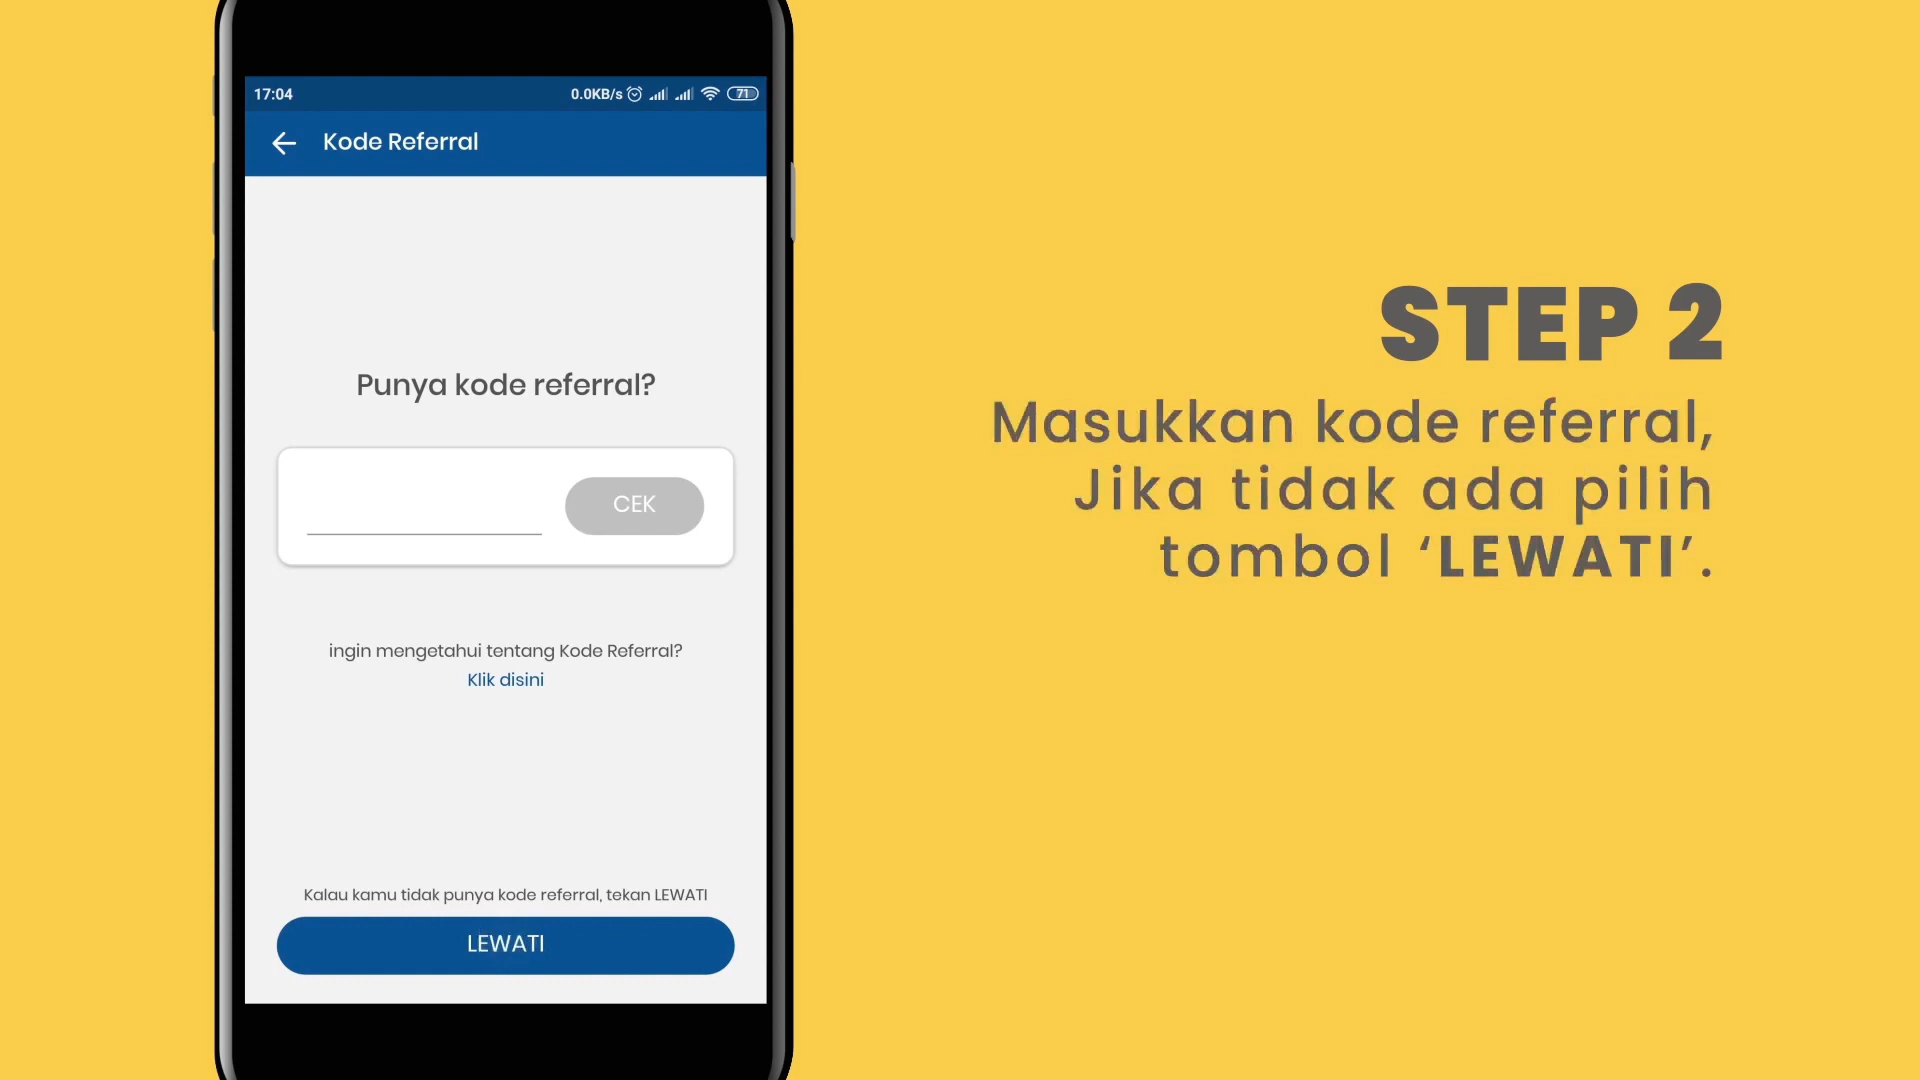 17:04 0.0KB/s 71
Kode Referral
Punya kode referral?
CEK
ingin mengetahui tentang Kode Referral?
Klik disini
Kalau kamu tidak punya kode referral, tekan LEWATI
LEWATI
STEP 2
Masukkan kode referral,
Jika tidak ada pilih
tombol ‘LEWATI’.